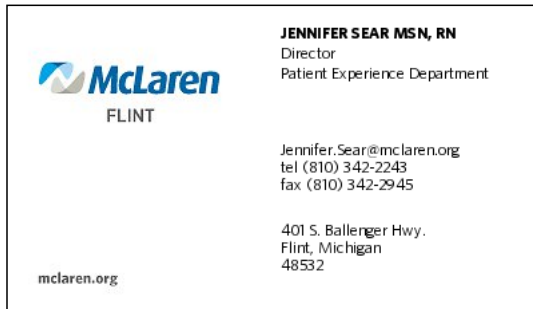 McLaren
FLINT
mclaren.org
JENNIFER SEAR MSN, RN
Director
Patient Experience Department
Jennifer.Sear@mclaren.org
tel (810) 342-2243
fax (810) 342-2945
401 S. Ballenger Hwy.
Flint, Michigan
48532